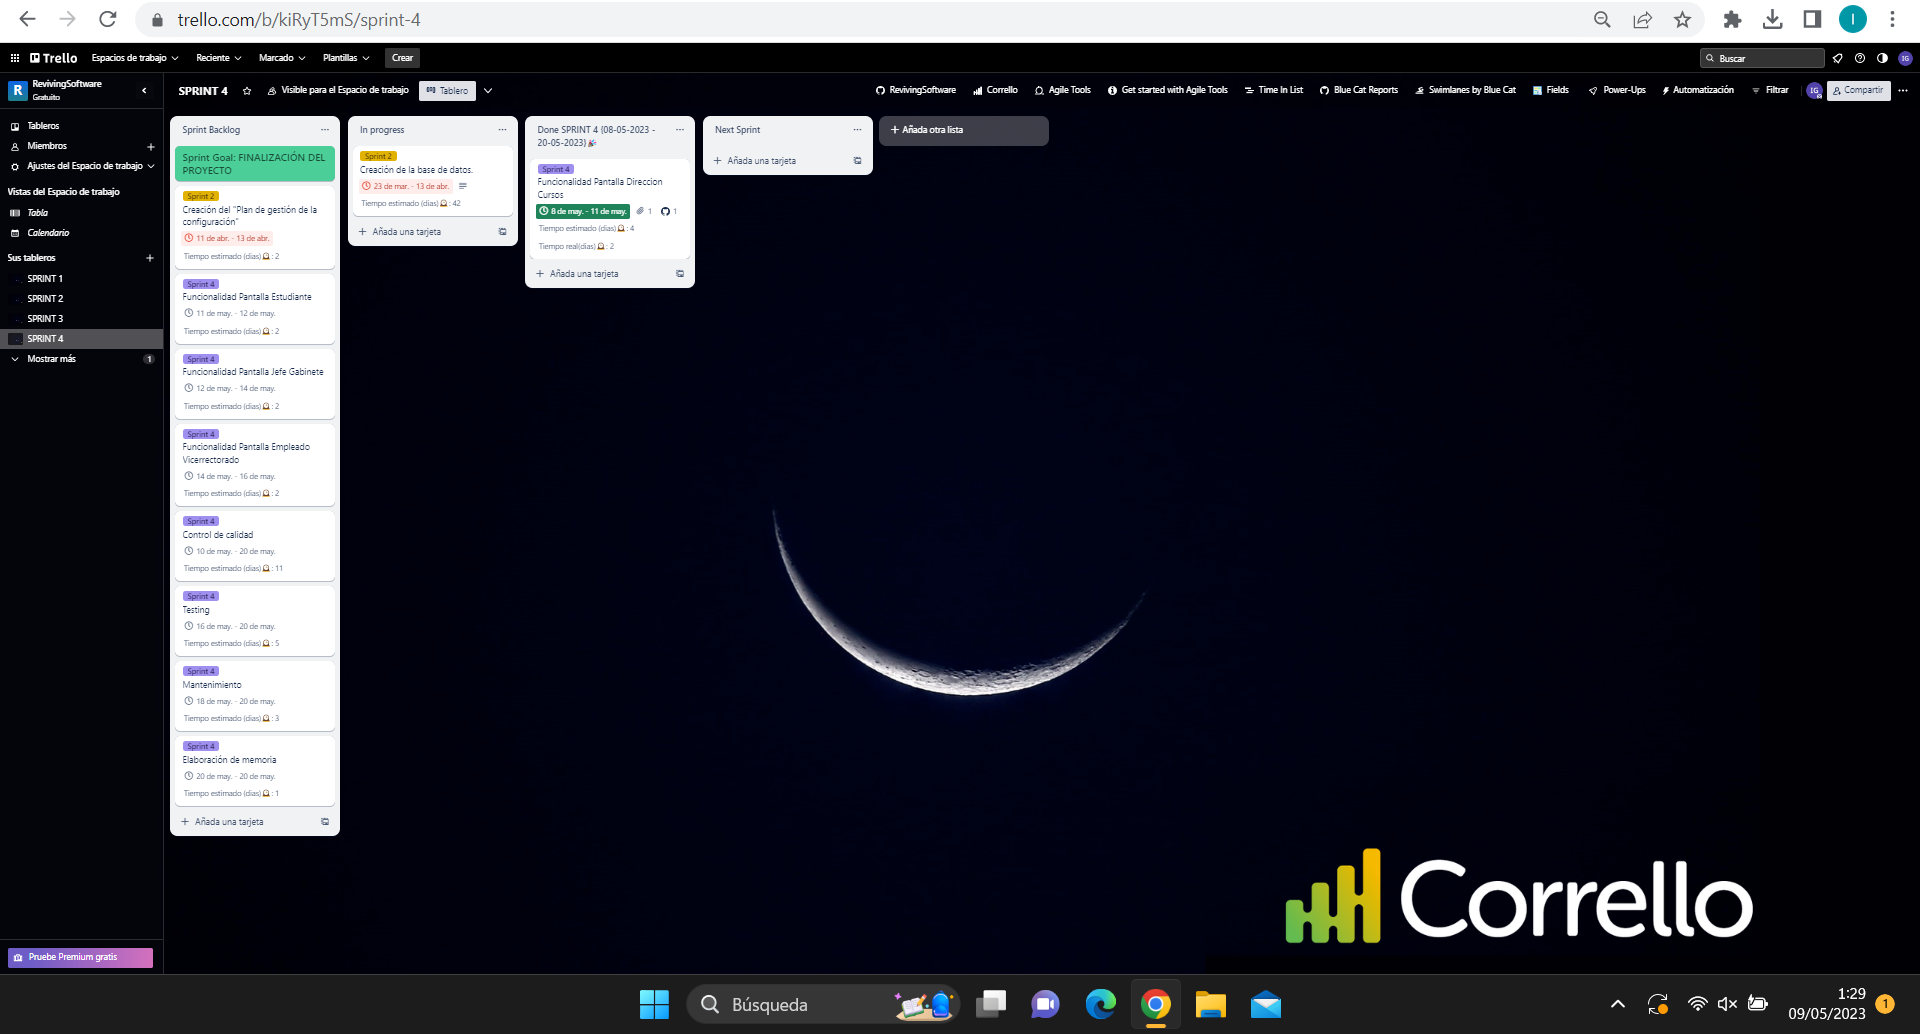 trello.com/b/kiRyT5mS/sprint-4
I
Trello
Espacios de trabajo
Reciente
Marcado
Plantillas
Crear
Buscar
IG
R
RevivingSoftware
Gratuito
SPRINT 4
Visible para el Espacio de trabajo
Tablero
RevivingSoftware
Corrello
Agile Tools
Get started with Agile Tools
Time In List
Blue Cat Reports
Swimlanes by Blue Cat
Fields
Power-Ups
Automatización
Filtrar
IG
Compartir
Tableros
Miembros
Ajustes del Espacio de trabajo
Vistas del Espacio de trabajo
Tabla
Calendario
Sus tableros
SPRINT 1
SPRINT 2
SPRINT 3
SPRINT 4
Mostrar más
1
Pruebe Premium gratis
Sprint Backlog
Sprint Goal: FINALIZACIÓN DEL
PROYECTO
Sprint 2
Creación del "Plan de gestión de la
configuración"
11 de abr. - 13 de abr.
Tiempo estimado (días) : 2
Sprint 4
Funcionalidad Pantalla Estudiante
11 de may. - 12 de may.
Tiempo estimado (días) : 2
Sprint 4
Funcionalidad Pantalla Jefe Gabinete
12 de may. - 14 de may.
Tiempo estimado (días) : 2
Sprint 4
Funcionalidad Pantalla Empleado
Vicerrectorado
14 de may. - 16 de may.
Tiempo estimado (días) : 2
Sprint 4
Control de calidad
10 de may. - 20 de may.
Tiempo estimado (días) : 11
Sprint 4
Testing
16 de may. - 20 de may.
Tiempo estimado (días) : 5
Sprint 4
Mantenimiento
18 de may. - 20 de may.
Tiempo estimado (días) : 3
Sprint 4
Elaboración de memoria
20 de may. - 20 de may.
Tiempo estimado (días) : 1
Añada una tarjeta
In progress
Sprint 2
Creación de la base de datos.
23 de mar. - 13 de abr.
Tiempo estimado (días) : 42
Añada una tarjeta
Done SPRINT 4 (08-05-2023 -
20-05-2023)
Sprint 4
Funcionalidad Pantalla Direccion
Cursos
8 de may. - 11 de may.
1
1
Tiempo estimado (días) : 4
Tiempo real(días) : 2
Añada una tarjeta
Next Sprint
Añada una tarjeta
Añada otra lista
Corrello
Búsqueda
1:29
09/05/2023
1